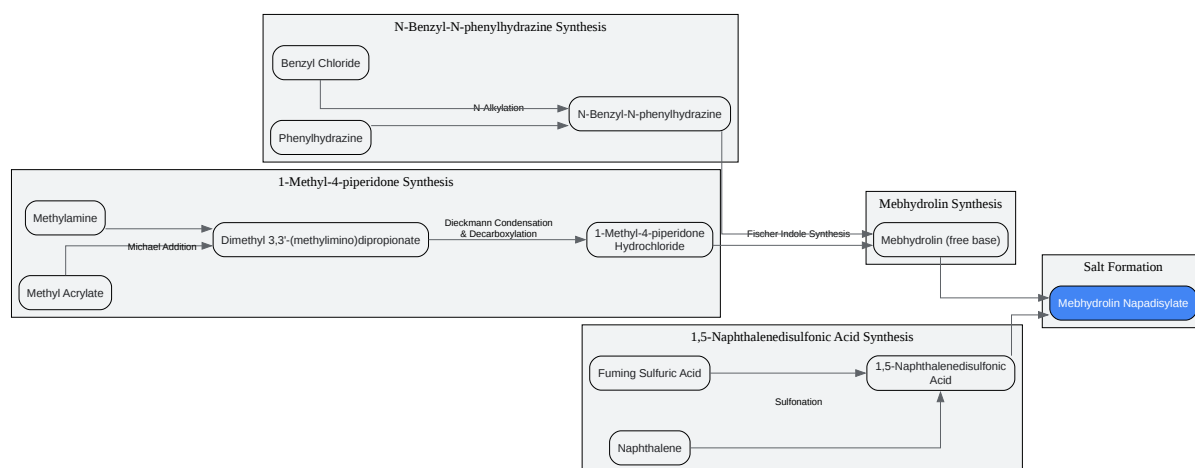 N-Benzyl-N-phenylhydrazine Synthesis
Benzyl Chloride
N-Alkylation
N-Benzyl-N-phenylhydrazine
Phenylhydrazine
1-Methyl-4-piperidone Synthesis
Methylamine
Michael Addition
Dimethyl 3,3'-(methylimino)dipropionate
Dieckmann Condensation
& Decarboxylation
1-Methyl-4-piperidone
Hydrochloride
Methyl Acrylate
Mebhydrolin Synthesis
Fischer Indole Synthesis
Mebhydrolin (free base)
Salt Formation
Mebhydrolin Napadisylate
1,5-Naphthalenedisulfonic Acid Synthesis
Fuming Sulfuric Acid
1,5-Naphthalenedisulfonic
Acid
Sulfonation
Naphthalene